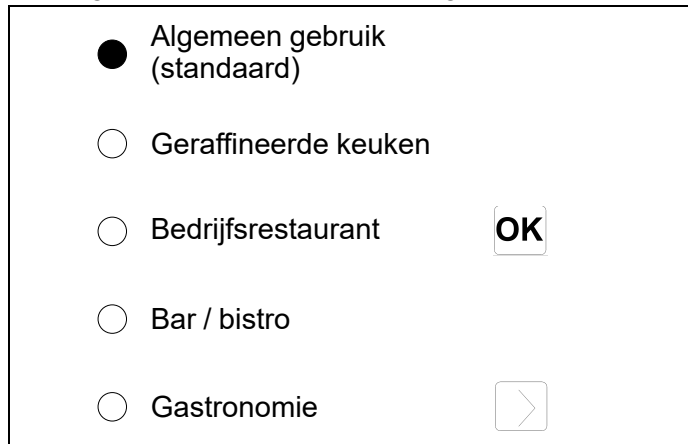 Algemeen gebruik
(standaard)
Geraffineerde keuken
Bedrijfsrestaurant
OK
Bar / bistro
Gastronomie